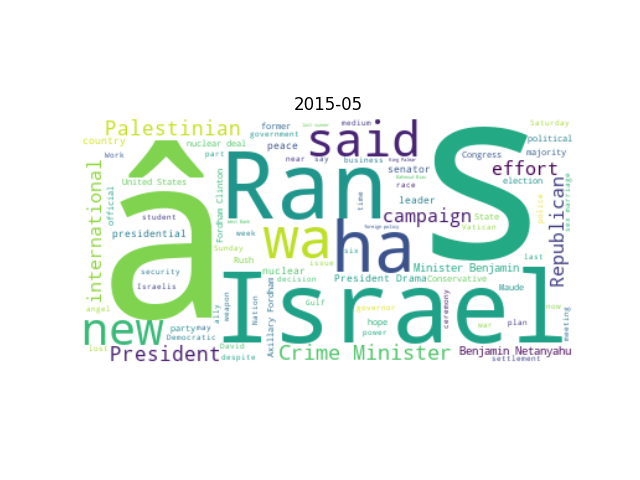 2015-05
Palestinian
former
medium
said
Saturday
country
nuclear deal
government
peace
political
Work
part
near
say
business
senator
Congress
majority
â
Ran
S
effort
United States
race
election
international
official
student
Fordham Clinton
time
leader
Republican
police
sex marriage
presidential
wa
ha
campaign
State
Vatican
West Bank
foreign policy
week
Sunday
six
last
security
Rush
issue
Minister Benjamin
Israelis
nuclear
decision
President Drama
Conservative
angel
Israel
Gulf
Maude
now
weapon
Nation
Axillary Fordham
governor
ceremony
new
party
may
ally
hope
war
plan
meeting
Democratic
power
lost
President
David
despite
Crime Minister
Benjamin Netanyahu
settlement